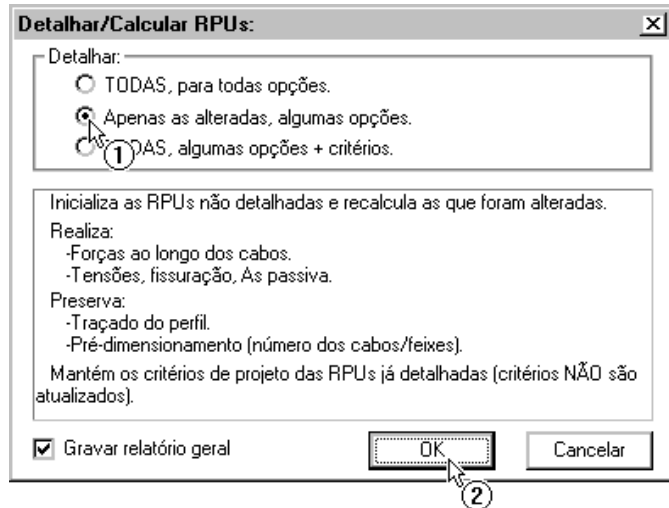 Detalhar/Calcular RPUs:
Detalhar:
TODAS, para todas opções.
Apenas as alteradas, algumas opções.
DAS, algumas opções + critérios.
1
Inicializa as RPUs não detalhadas e recalcula as que foram alteradas.
Realiza:
-Forças ao longo dos cabos.
-Tensões, fissuração, As passiva.
Preserva:
-Traçado do perfil.
-Pré-dimensionamento (número dos cabos/feixes).
Mantém os critérios de projeto das RPUs já detalhadas (critérios NÃO são
atualizados).
Gravar relatório geral
OK
Cancelar
2